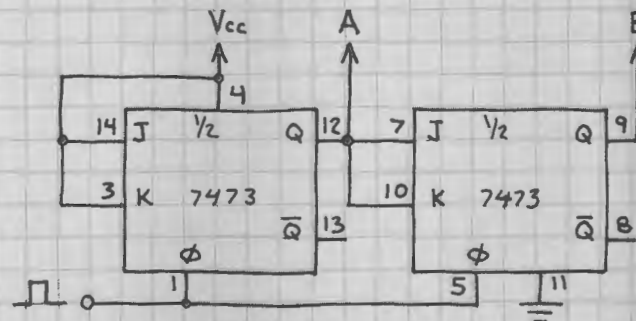 Vcc A B
4
14 J 1/2 Q 12 7 J 1/2 Q 9
3 K 7473 10 K 7473
Q̅ 13 Q̅ 8
ϕ ϕ
1 5 11